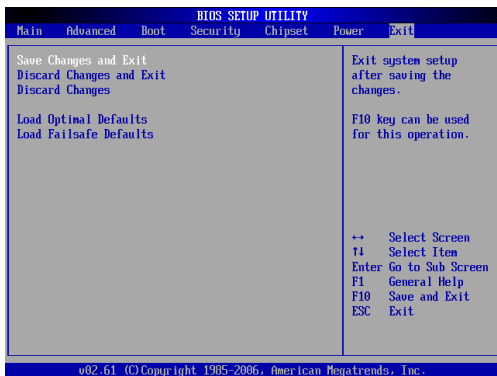 BIOS SETUP UTILITY
Main Advanced Boot Security Chipset Power Exit
Save Changes and Exit
Discard Changes and Exit
Discard Changes
Load Optimal Defaults
Load Failsafe Defaults
Exit system setup
after saving the
changes.
F10 key can be used
for this operation.
↔ Select Screen
↑↓ Select Item
Enter Go to Sub Screen
F1 General Help
F10 Save and Exit
ESC Exit
v02.61 (C)Copyright 1985-2006, American Megatrends, Inc.